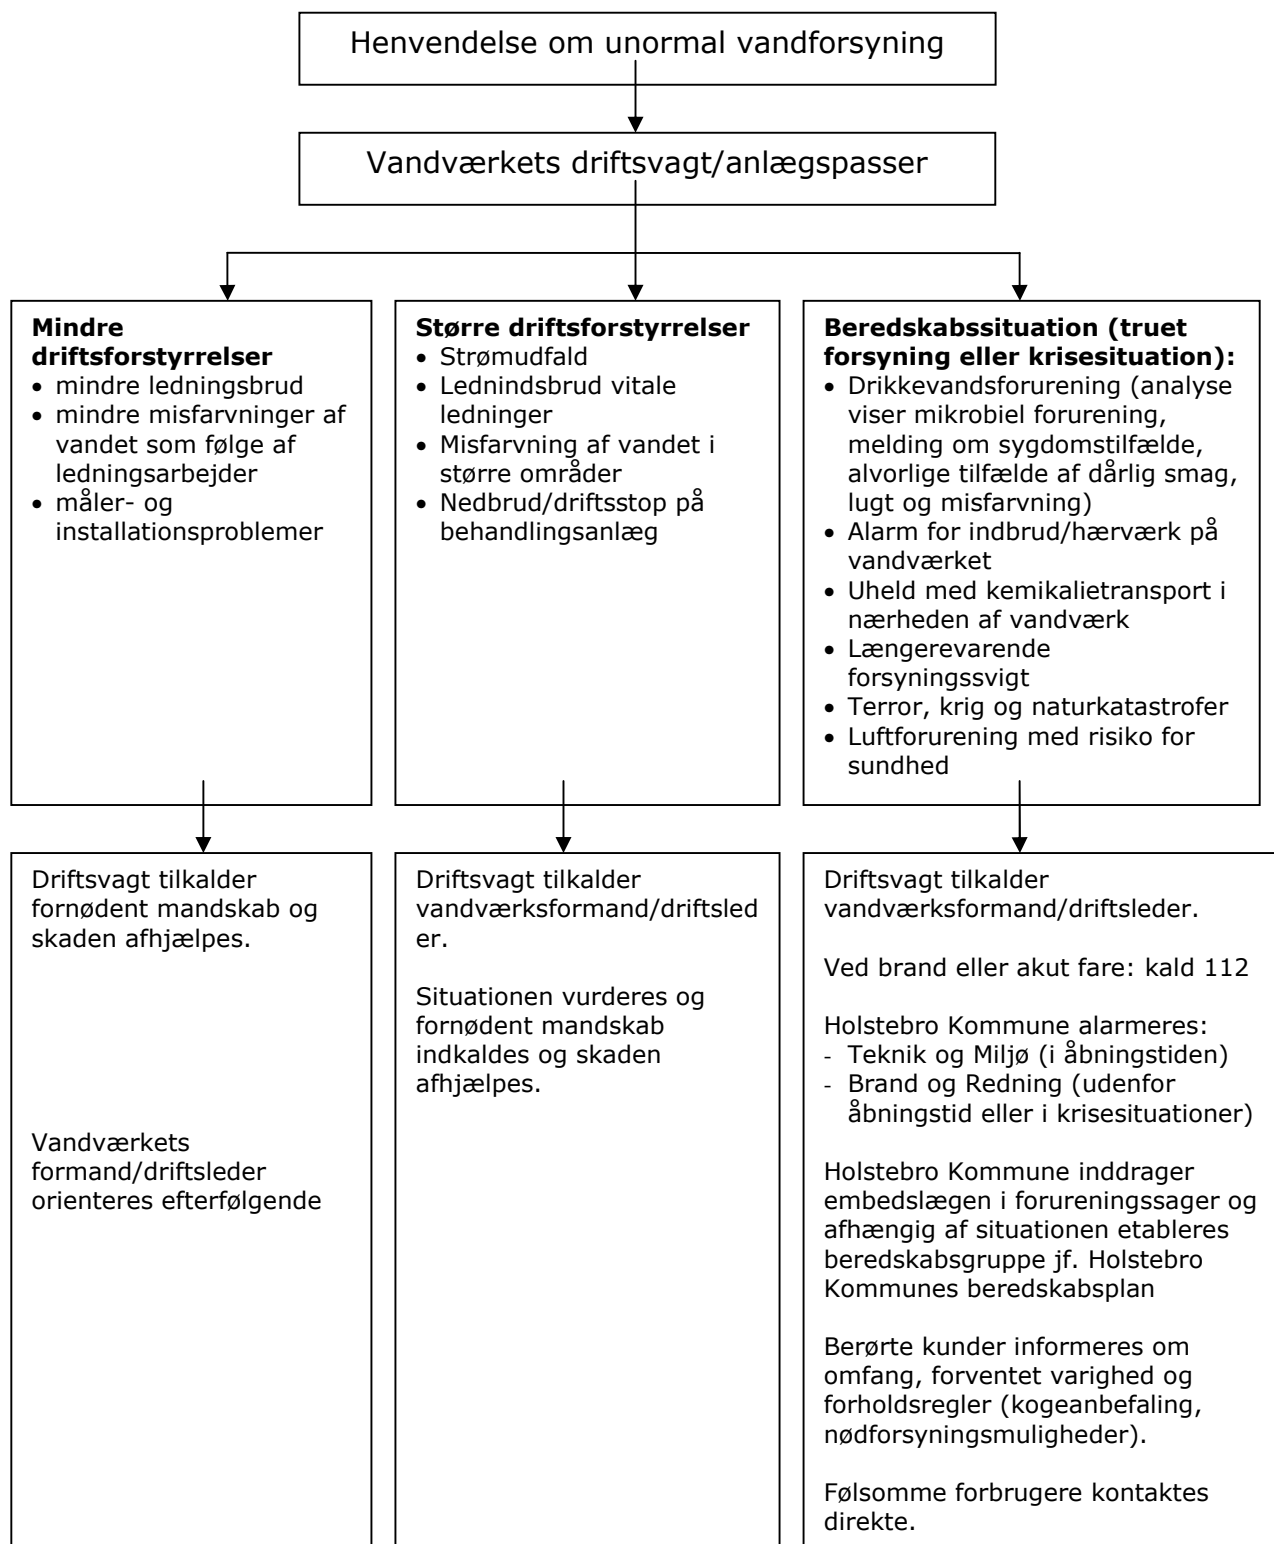 Henvendelse om unormal vandforsyning
Vandværkets driftsvagt/anlægspasser
Mindre
driftsforstyrrelser
• mindre ledningsbrud
• mindre misfarvninger af
vandet som følge af
ledningsarbejder
• måler- og
installationsproblemer
Større driftsforstyrrelser
• Strømudfald
• Lednindsbrud vitale
ledninger
• Misfarvning af vandet i
større områder
• Nedbrud/driftsstop på
behandlingsanlæg
Beredskabssituation (truet
forsyning eller krisesituation):
• Drikkevandsforurening (analyse
viser mikrobiel forurening,
melding om sygdomstilfælde,
alvorlige tilfælde af dårlig smag,
lugt og misfarvning)
• Alarm for indbrud/hærværk på
vandværket
• Uheld med kemikalietransport i
nærheden af vandværk
• Længerevarende
forsyningssvigt
• Terror, krig og naturkatastrofer
• Luftforurening med risiko for
sundhed
Driftsvagt tilkalder
fornødent mandskab og
skaden afhjælpes.
Vandværkets
formand/driftsleder
orienteres efterfølgende
Driftsvagt tilkalder
vandværksformand/driftsled
er.
Situationen vurderes og
fornødent mandskab
indkaldes og skaden
afhjælpes.
Driftsvagt tilkalder
vandværksformand/driftsleder.
Ved brand eller akut fare: kald 112
Holstebro Kommune alarmeres:
- Teknik og Miljø (i åbningstiden)
- Brand og Redning (udenfor
åbningstid eller i krisesituationer)
Holstebro Kommune inddrager
embedslægen i forureningssager og
afhængig af situationen etableres
beredskabsgruppe jf. Holstebro
Kommunes beredskabsplan
Berørte kunder informeres om
omfang, forventet varighed og
forholdsregler (kogeanbefaling,
nødforsyningsmuligheder).
Følsomme forbrugere kontaktes
direkte.